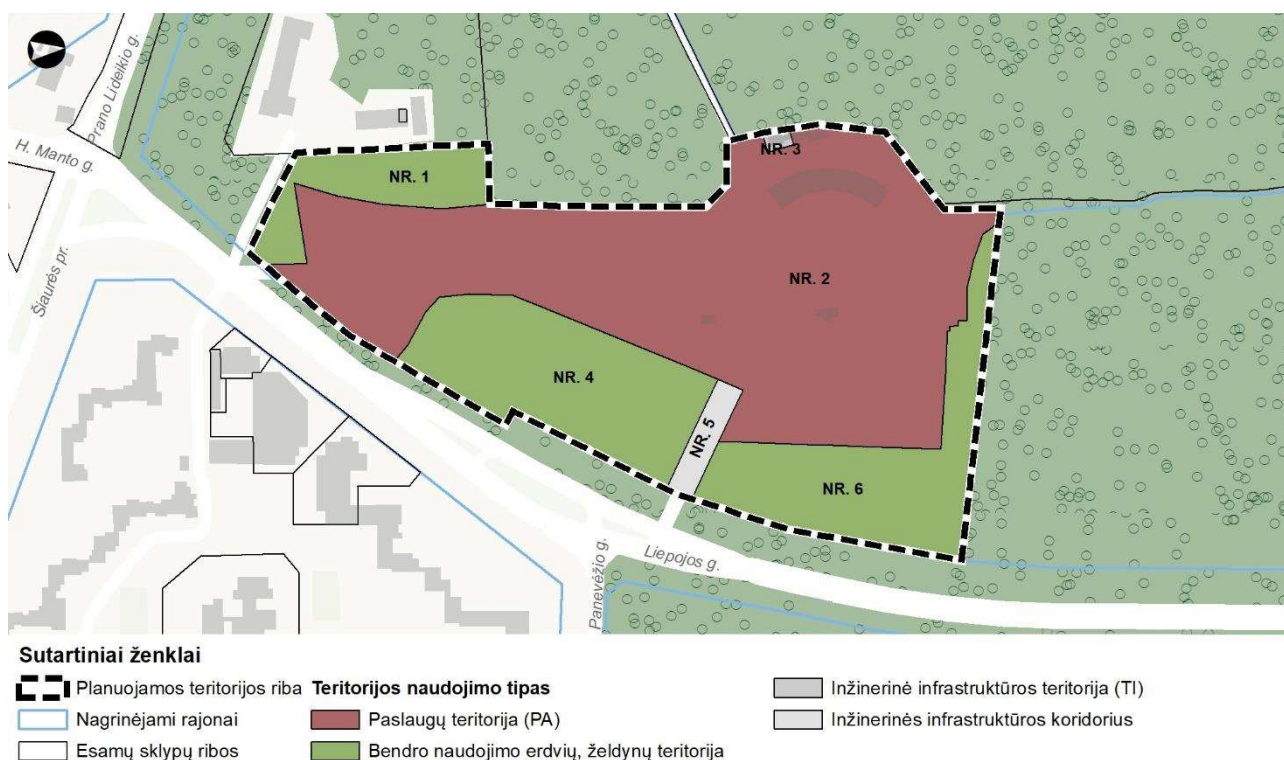 Prano Lideikio g.
H. Manto g.
Šiaurės pr.
NR. 1
NR. 3
NR. 2
NR. 4
NR. 5
NR. 6
Liepojos g.
Panevėžio g.
Sutartiniai ženklai
Planuojamos teritorijos riba
Nagrinėjami rajonai
Esamų sklypų ribos
Teritorijos naudojimo tipas
Paslaugų teritorija (PA)
Bendro naudojimo erdvių, želdynų teritorija
Inžinerinė infrastruktūros teritorija (TI)
Inžinerinės infrastruktūros koridorius